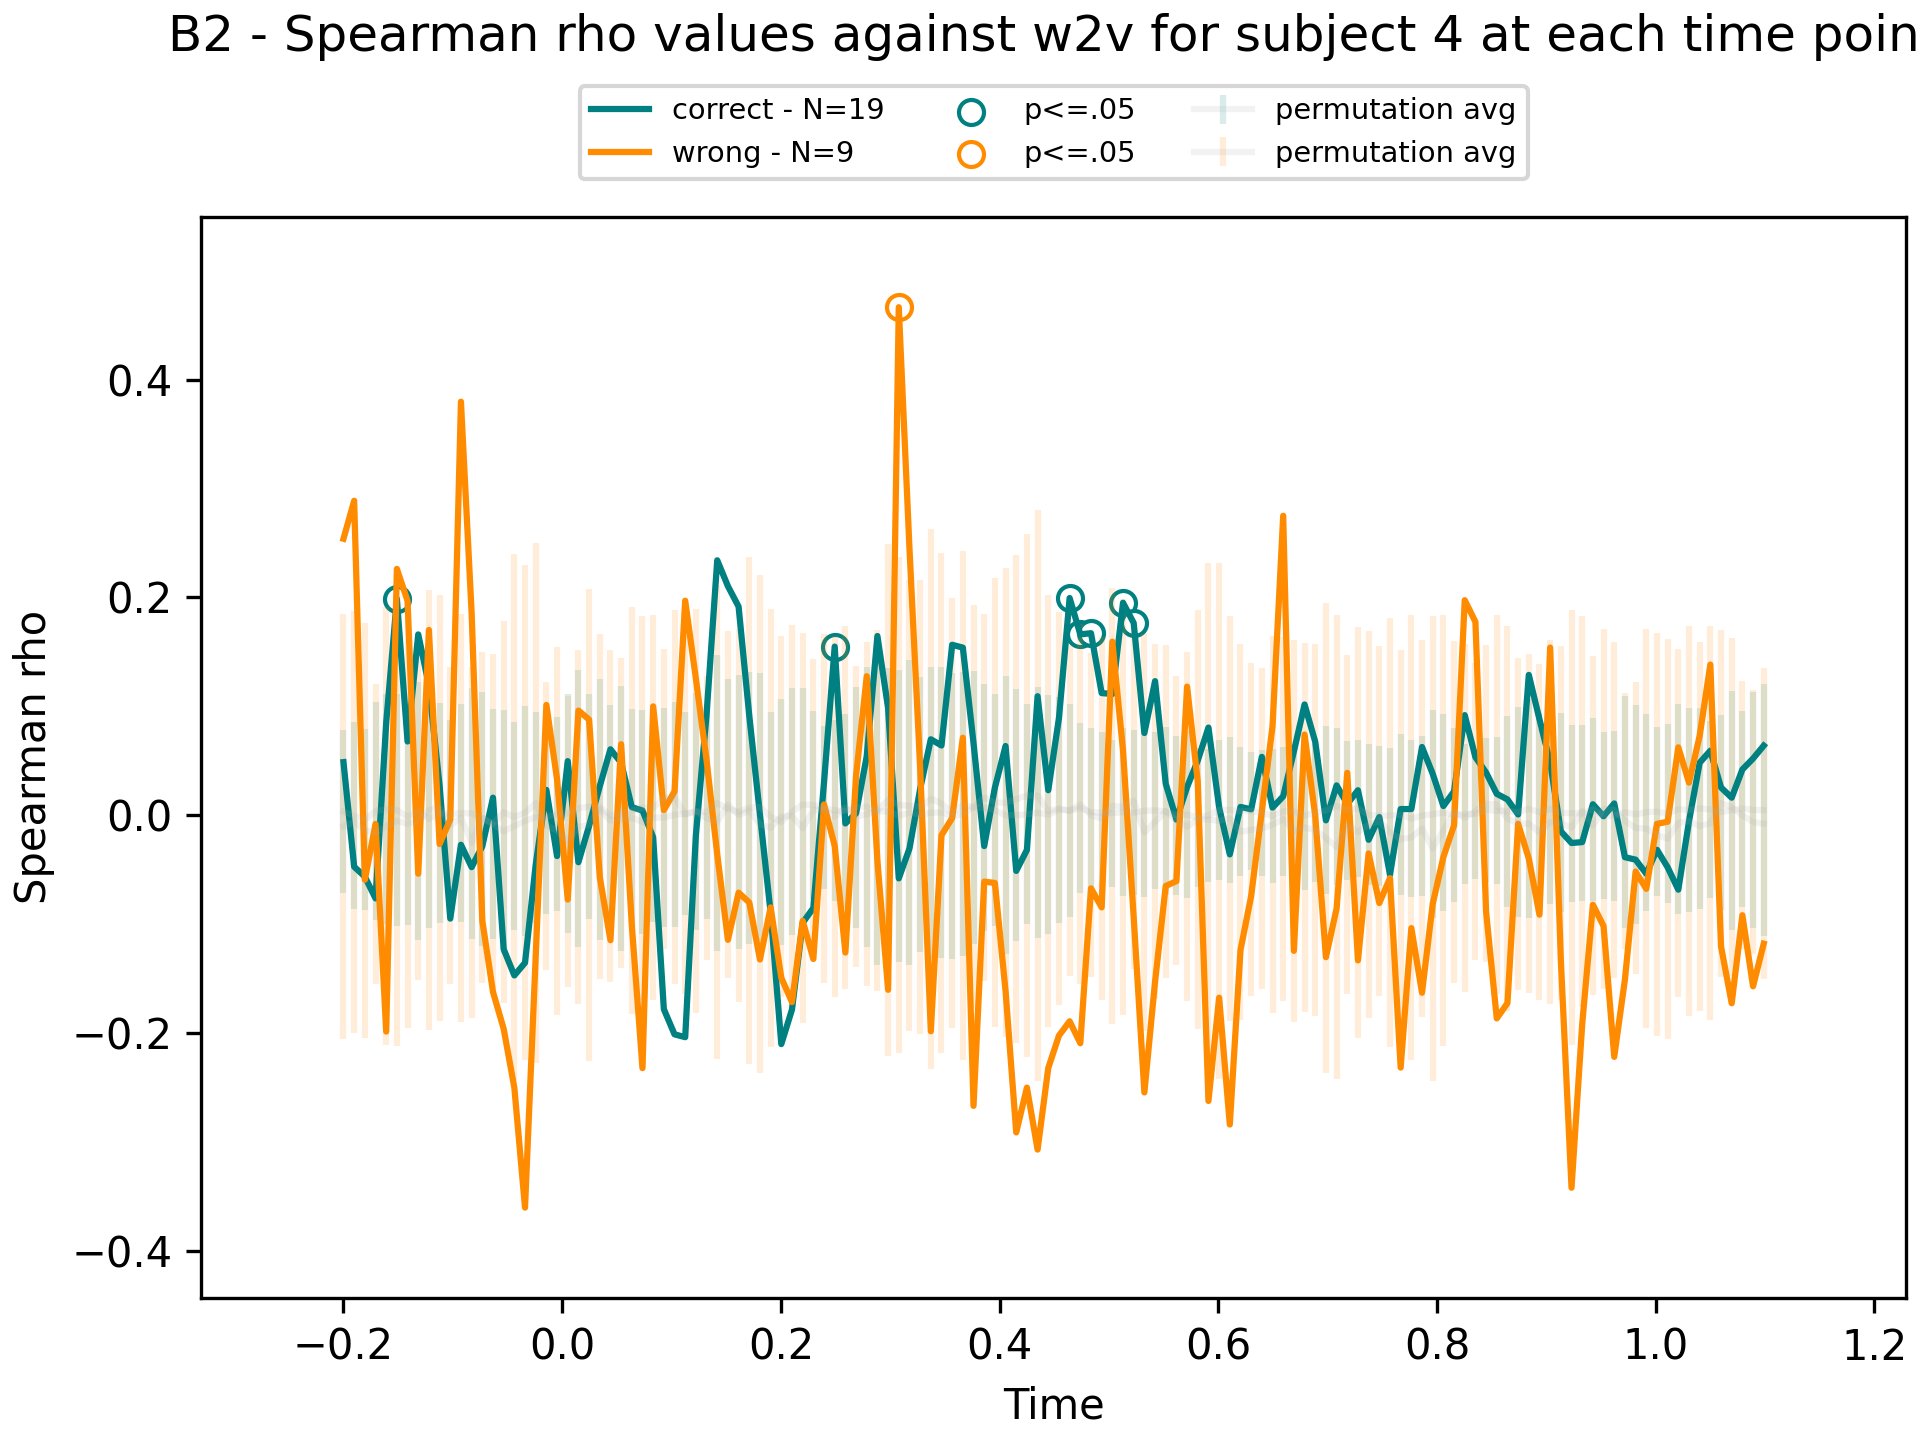 B2 - Spearman rho values against w2v for subject 4 at each time poin
correct - N=19
wrong - N=9
p<=.05
p<=.05
permutation avg
permutation avg
Spearman rho
0.4
0.2
0.0
−0.2
−0.4
−0.2 0.0 0.2 0.4 0.6 0.8 1.0 1.2
Time